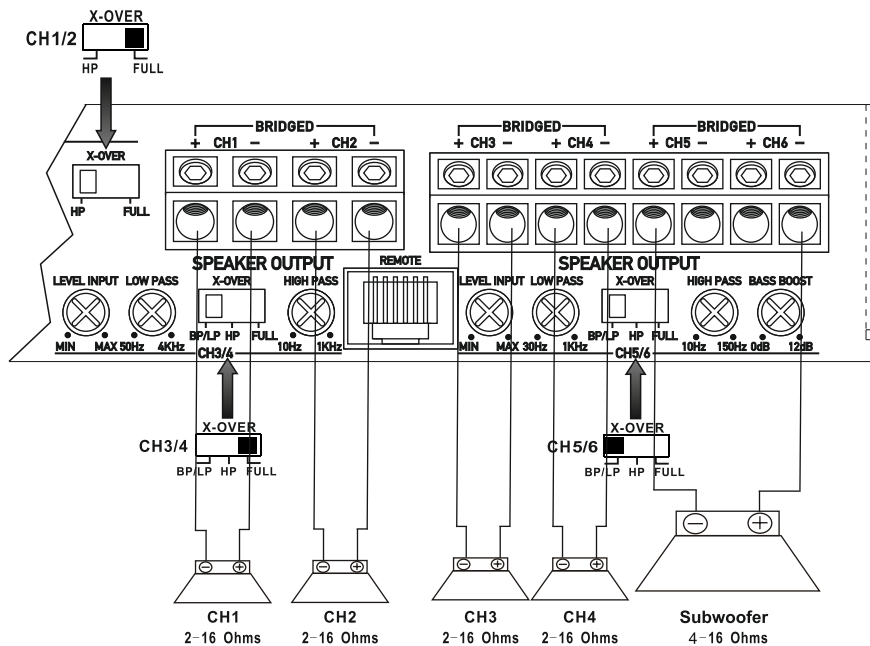 X-OVER
CH1/2
HP FULL
BRIDGED BRIDGED BRIDGED
+ CH1 − + CH2 − + CH3 − + CH4 − + CH5 − + CH6 −
X-OVER
HP FULL
SPEAKER OUTPUT REMOTE SPEAKER OUTPUT
LEVEL INPUT LOW PASS X-OVER HIGH PASS LEVEL INPUT LOW PASS X-OVER HIGH PASS BASS BOOST
BP/LP HP FULL BP/LP HP FULL
MIN MAX 50Hz 4KHz 10Hz 1KHz MIN MAX 30Hz 1KHz 10Hz 150Hz 0dB 12dB
CH3/4 CH5/6
X-OVER X-OVER
CH3/4 CH5/6
BP/LP HP FULL BP/LP HP FULL
− + − + − + − + − +
CH1 CH2 CH3 CH4 Subwoofer
2-16 Ohms 2-16 Ohms 2-16 Ohms 2-16 Ohms 4-16 Ohms